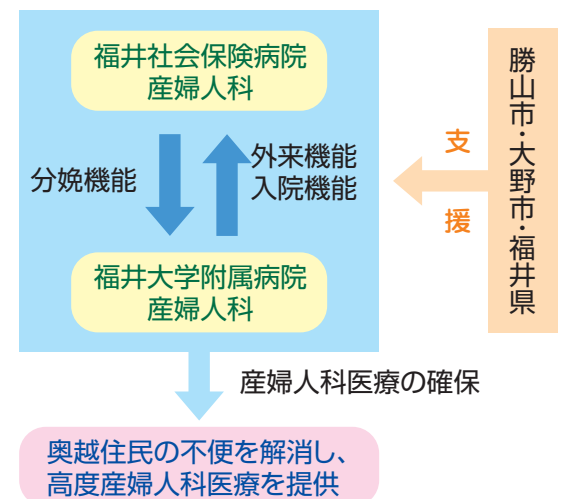 福井社会保険病院
産婦人科
分娩機能
外来機能
入院機能
福井大学附属病院
産婦人科
支
援
勝山市・大野市・福井県
産婦人科医療の確保
奥越住民の不便を解消し、
高度産婦人科医療を提供